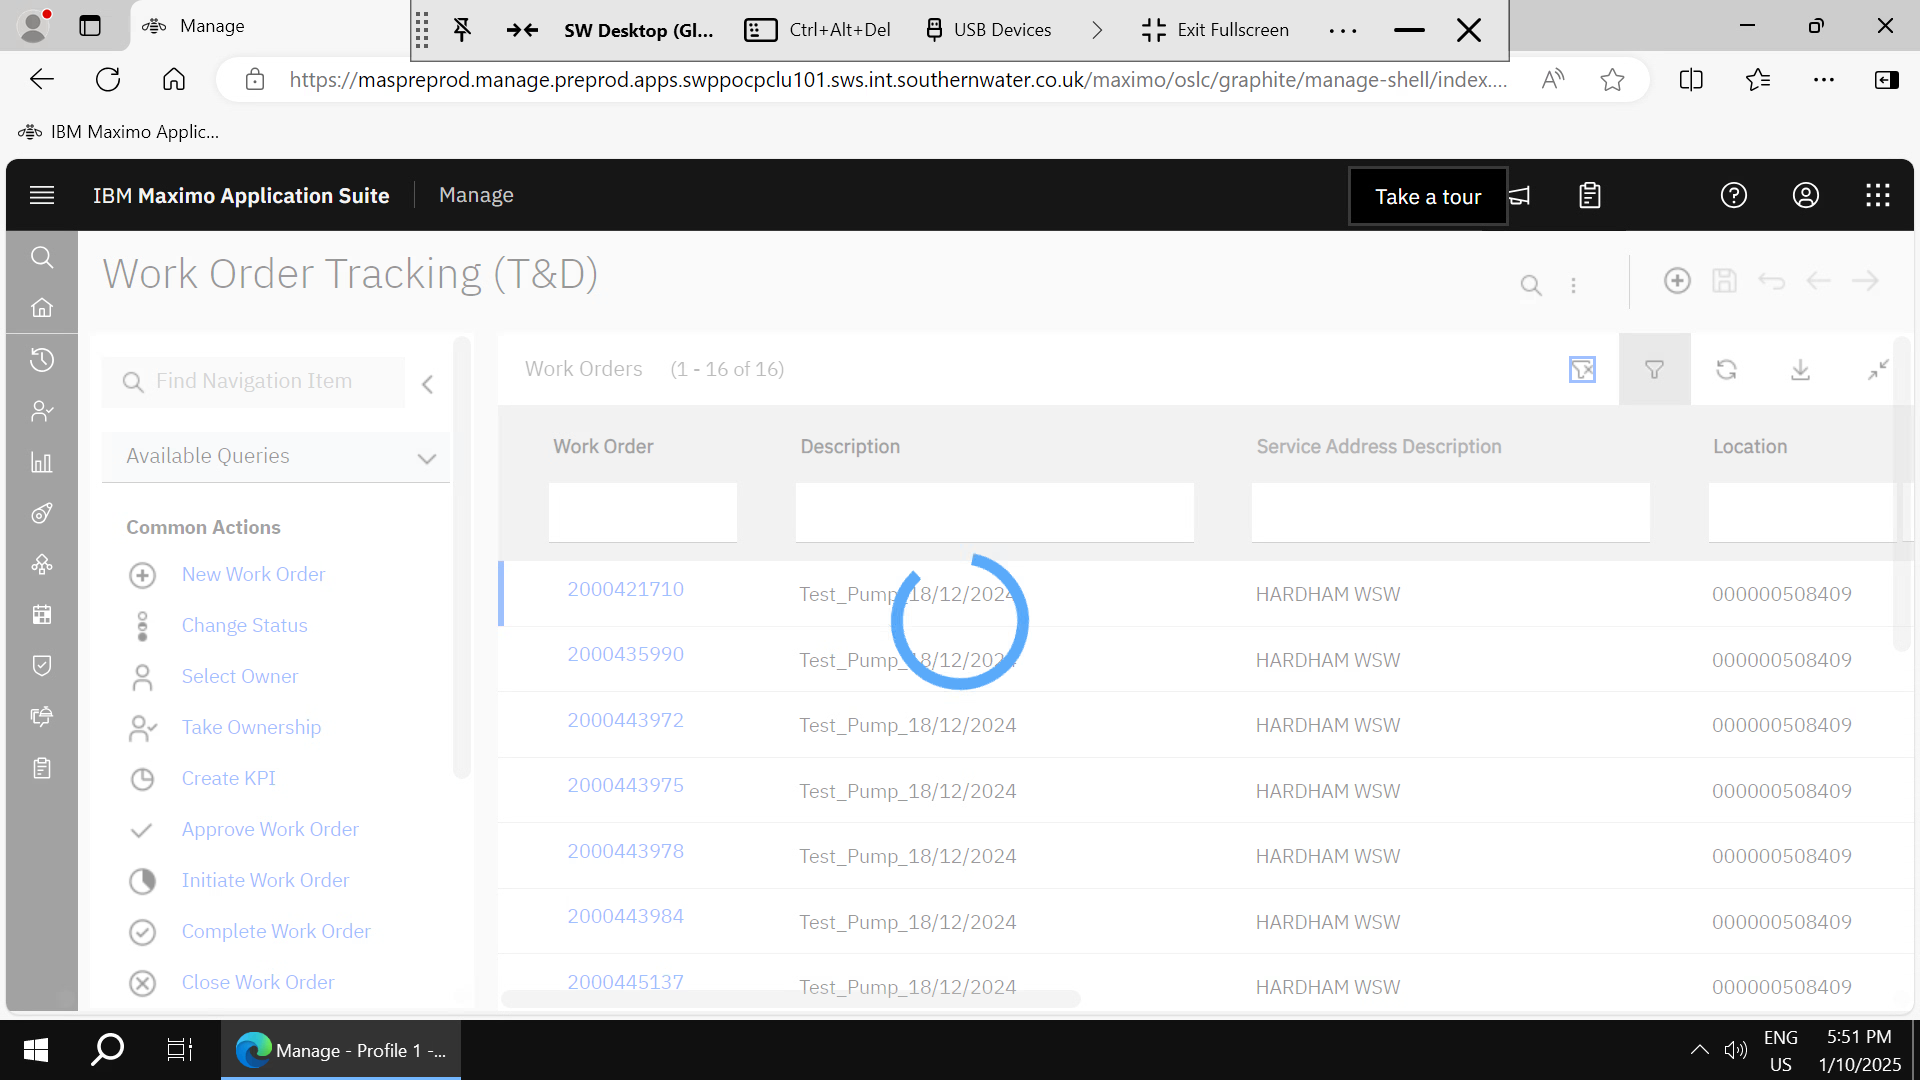 Manage
SW Desktop (Gl...
Ctrl+Alt+Del
USB Devices
Exit Fullscreen
https://maspreprod.manage.preprod.apps.swppocpclu101.sws.int.southernwater.co.uk/maximo/oslc/graphite/manage-shell/index....
IBM Maximo Applic...
IBM Maximo Application Suite
Manage
Take a tour
Work Order Tracking (T&D)
Find Navigation Item
Available Queries
Common Actions
New Work Order
Change Status
Select Owner
Take Ownership
Create KPI
Approve Work Order
Initiate Work Order
Complete Work Order
Close Work Order
Work Orders (1 - 16 of 16)
Work Order Description Service Address Description Location
2000421710 Test_Pump_18/12/2024 HARDHAM WSW 000000508409
2000435990 Test_Pump_18/12/2024 HARDHAM WSW 000000508409
2000443972 Test_Pump_18/12/2024 HARDHAM WSW 000000508409
2000443975 Test_Pump_18/12/2024 HARDHAM WSW 000000508409
2000443978 Test_Pump_18/12/2024 HARDHAM WSW 000000508409
2000443984 Test_Pump_18/12/2024 HARDHAM WSW 000000508409
2000445137 Test_Pump_18/12/2024 HARDHAM WSW 000000508409
Manage - Profile 1 -...
ENG
US
5:51 PM
1/10/2025